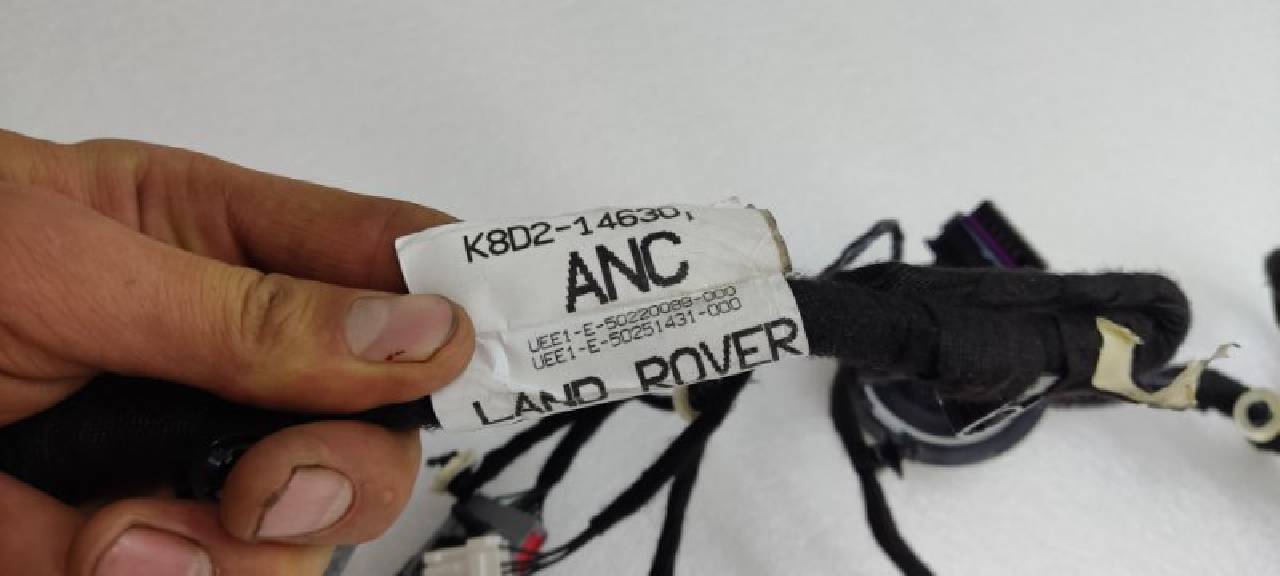 K8D2-14630,
ANC
UEE1-E-50220088-000
UEE1-E-50251431-000
LAND ROVER